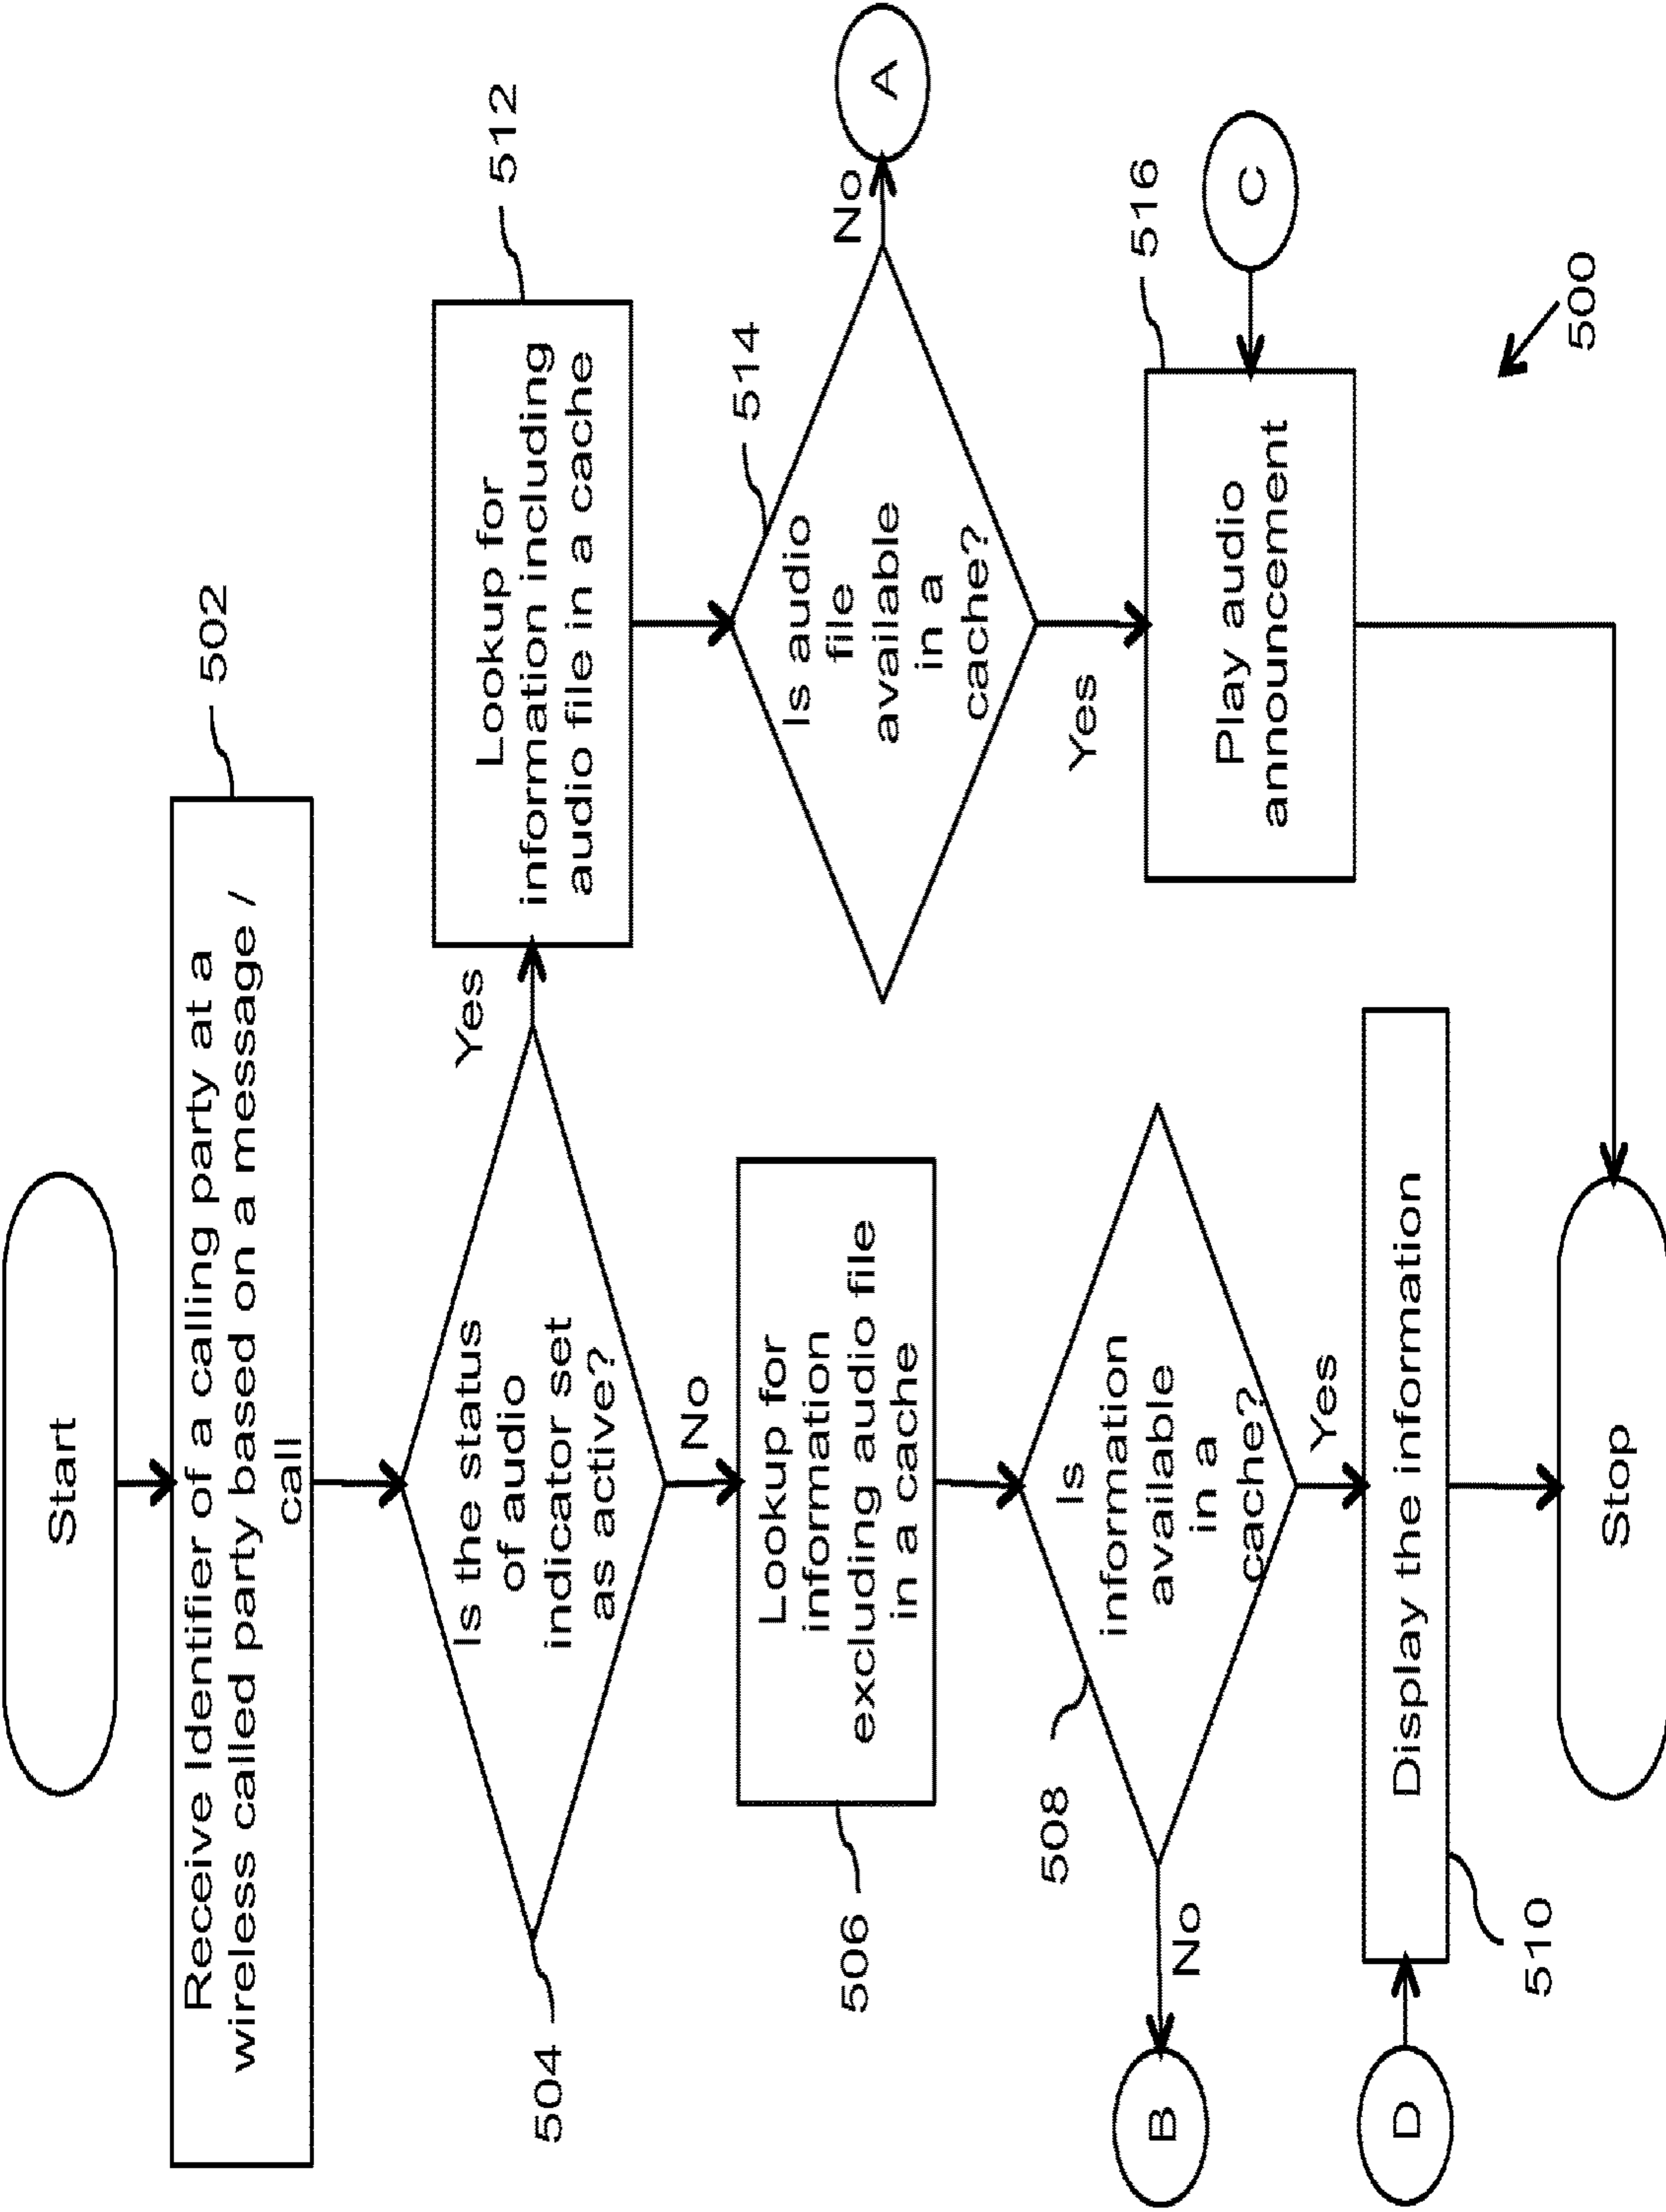 Start
Receive Identifier of a calling party at a
wireless called party based on a message /
call
502
Is the status
of audio
indicator set
as active?
504
Yes
No
Lookup for
information including
audio file in a cache
512
Lookup for
information
excluding audio file
in a cache
506
Is audio
file
available
in a
cache?
514
No
A
Yes
Is
information
available
in a
cache?
508
No
B
Yes
Play audio
announcement
516
C
Display the information
510
D
Stop
500